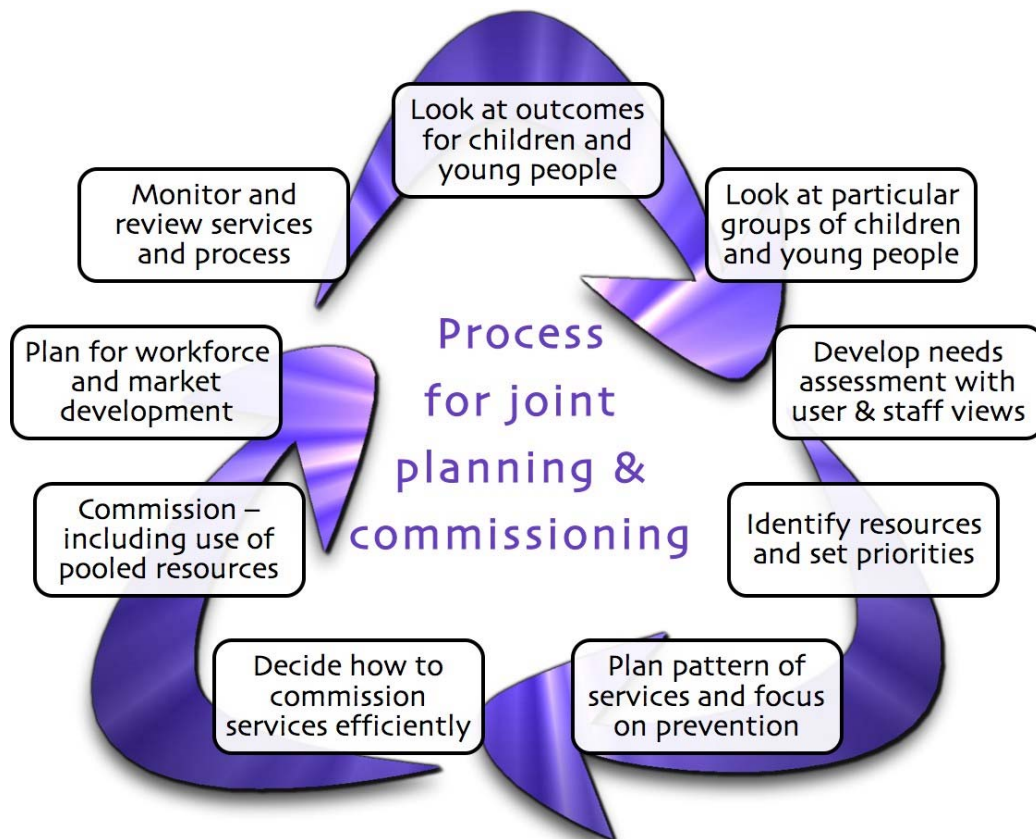 Look at outcomes
for children and
young people
Look at particular
groups of children
and young people
Develop needs
assessment with
user & staff views
Identify resources
and set priorities
Plan pattern of
services and focus
on prevention
Decide how to
commission
services efficiently
Commission –
including use of
pooled resources
Plan for workforce
and market
development
Monitor and
review services
and process
Process
for joint
planning &
commissioning